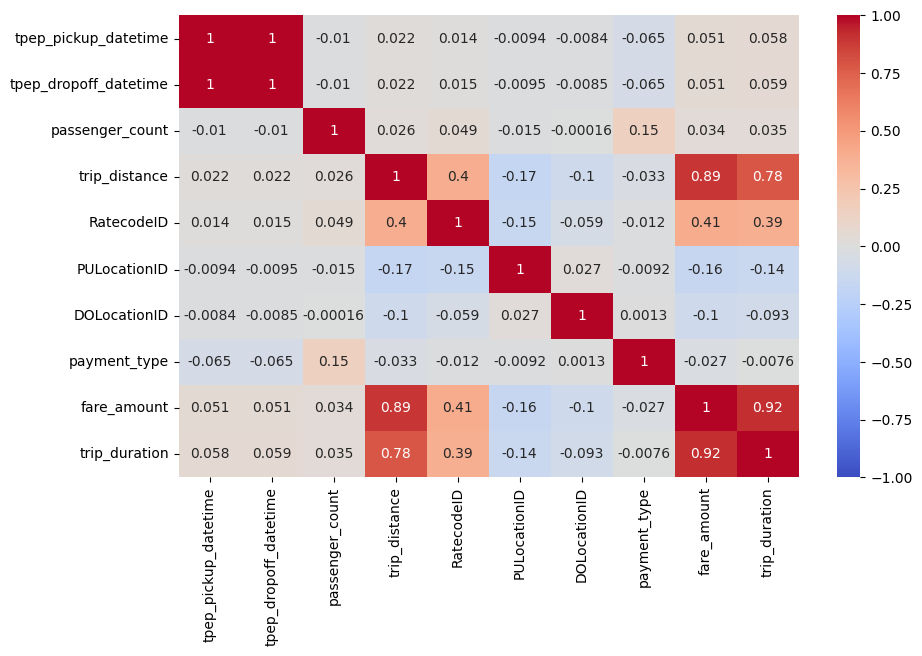 tpep_pickup_datetime 1 1 -0.01 0.022 0.014 -0.0094 -0.0084 -0.065 0.051 0.058
tpep_dropoff_datetime 1 1 -0.01 0.022 0.015 -0.0095 -0.0085 -0.065 0.051 0.059
passenger_count -0.01 -0.01 1 0.026 0.049 -0.015 -0.00016 0.15 0.034 0.035
trip_distance 0.022 0.022 0.026 1 0.4 -0.17 -0.1 -0.033 0.89 0.78
RatecodeID 0.014 0.015 0.049 0.4 1 -0.15 -0.059 -0.012 0.41 0.39
PULocationID -0.0094 -0.0095 -0.015 -0.17 -0.15 1 0.027 -0.0092 -0.16 -0.14
DOLocationID -0.0084 -0.0085 -0.00016 -0.1 -0.059 0.027 1 0.0013 -0.1 -0.093
payment_type -0.065 -0.065 0.15 -0.033 -0.012 -0.0092 0.0013 1 -0.027 -0.0076
fare_amount 0.051 0.051 0.034 0.89 0.41 -0.16 -0.1 -0.027 1 0.92
trip_duration 0.058 0.059 0.035 0.78 0.39 -0.14 -0.093 -0.0076 0.92 1
tpep_pickup_datetime
tpep_dropoff_datetime
passenger_count
trip_distance
RatecodeID
PULocationID
DOLocationID
payment_type
fare_amount
trip_duration
1.00
0.75
0.50
0.25
0.00
−0.25
−0.50
−0.75
−1.00